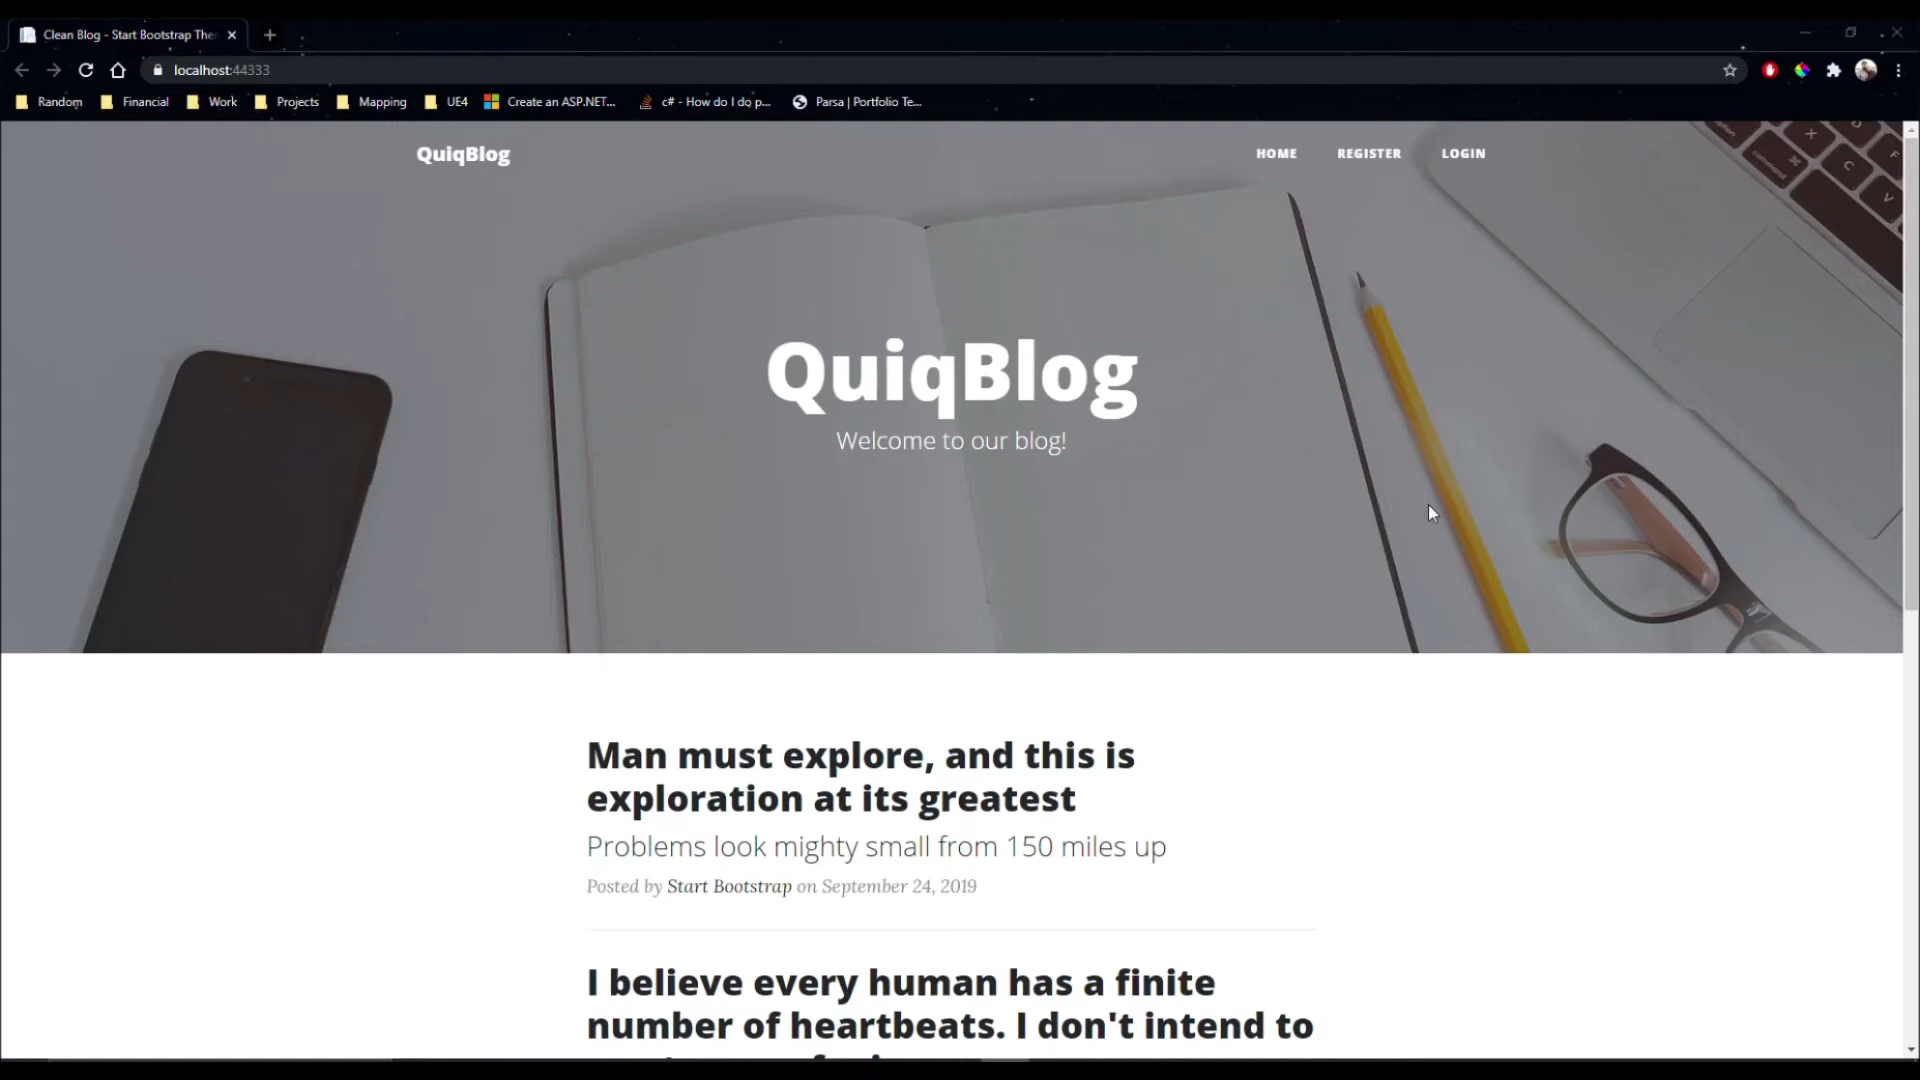 Clean Blog - Start Bootstrap The
localhost:44333
Random
Financial
Work
Projects
Mapping
UE4
Create an ASP.NET...
c# - How do I do p...
Parsa | Portfolio Te...
QuiqBlog
HOME
REGISTER
LOGIN
QuiqBlog
Welcome to our blog!
Man must explore, and this is
exploration at its greatest
Problems look mighty small from 150 miles up
Posted by Start Bootstrap on September 24, 2019
I believe every human has a finite
number of heartbeats. I don't intend to